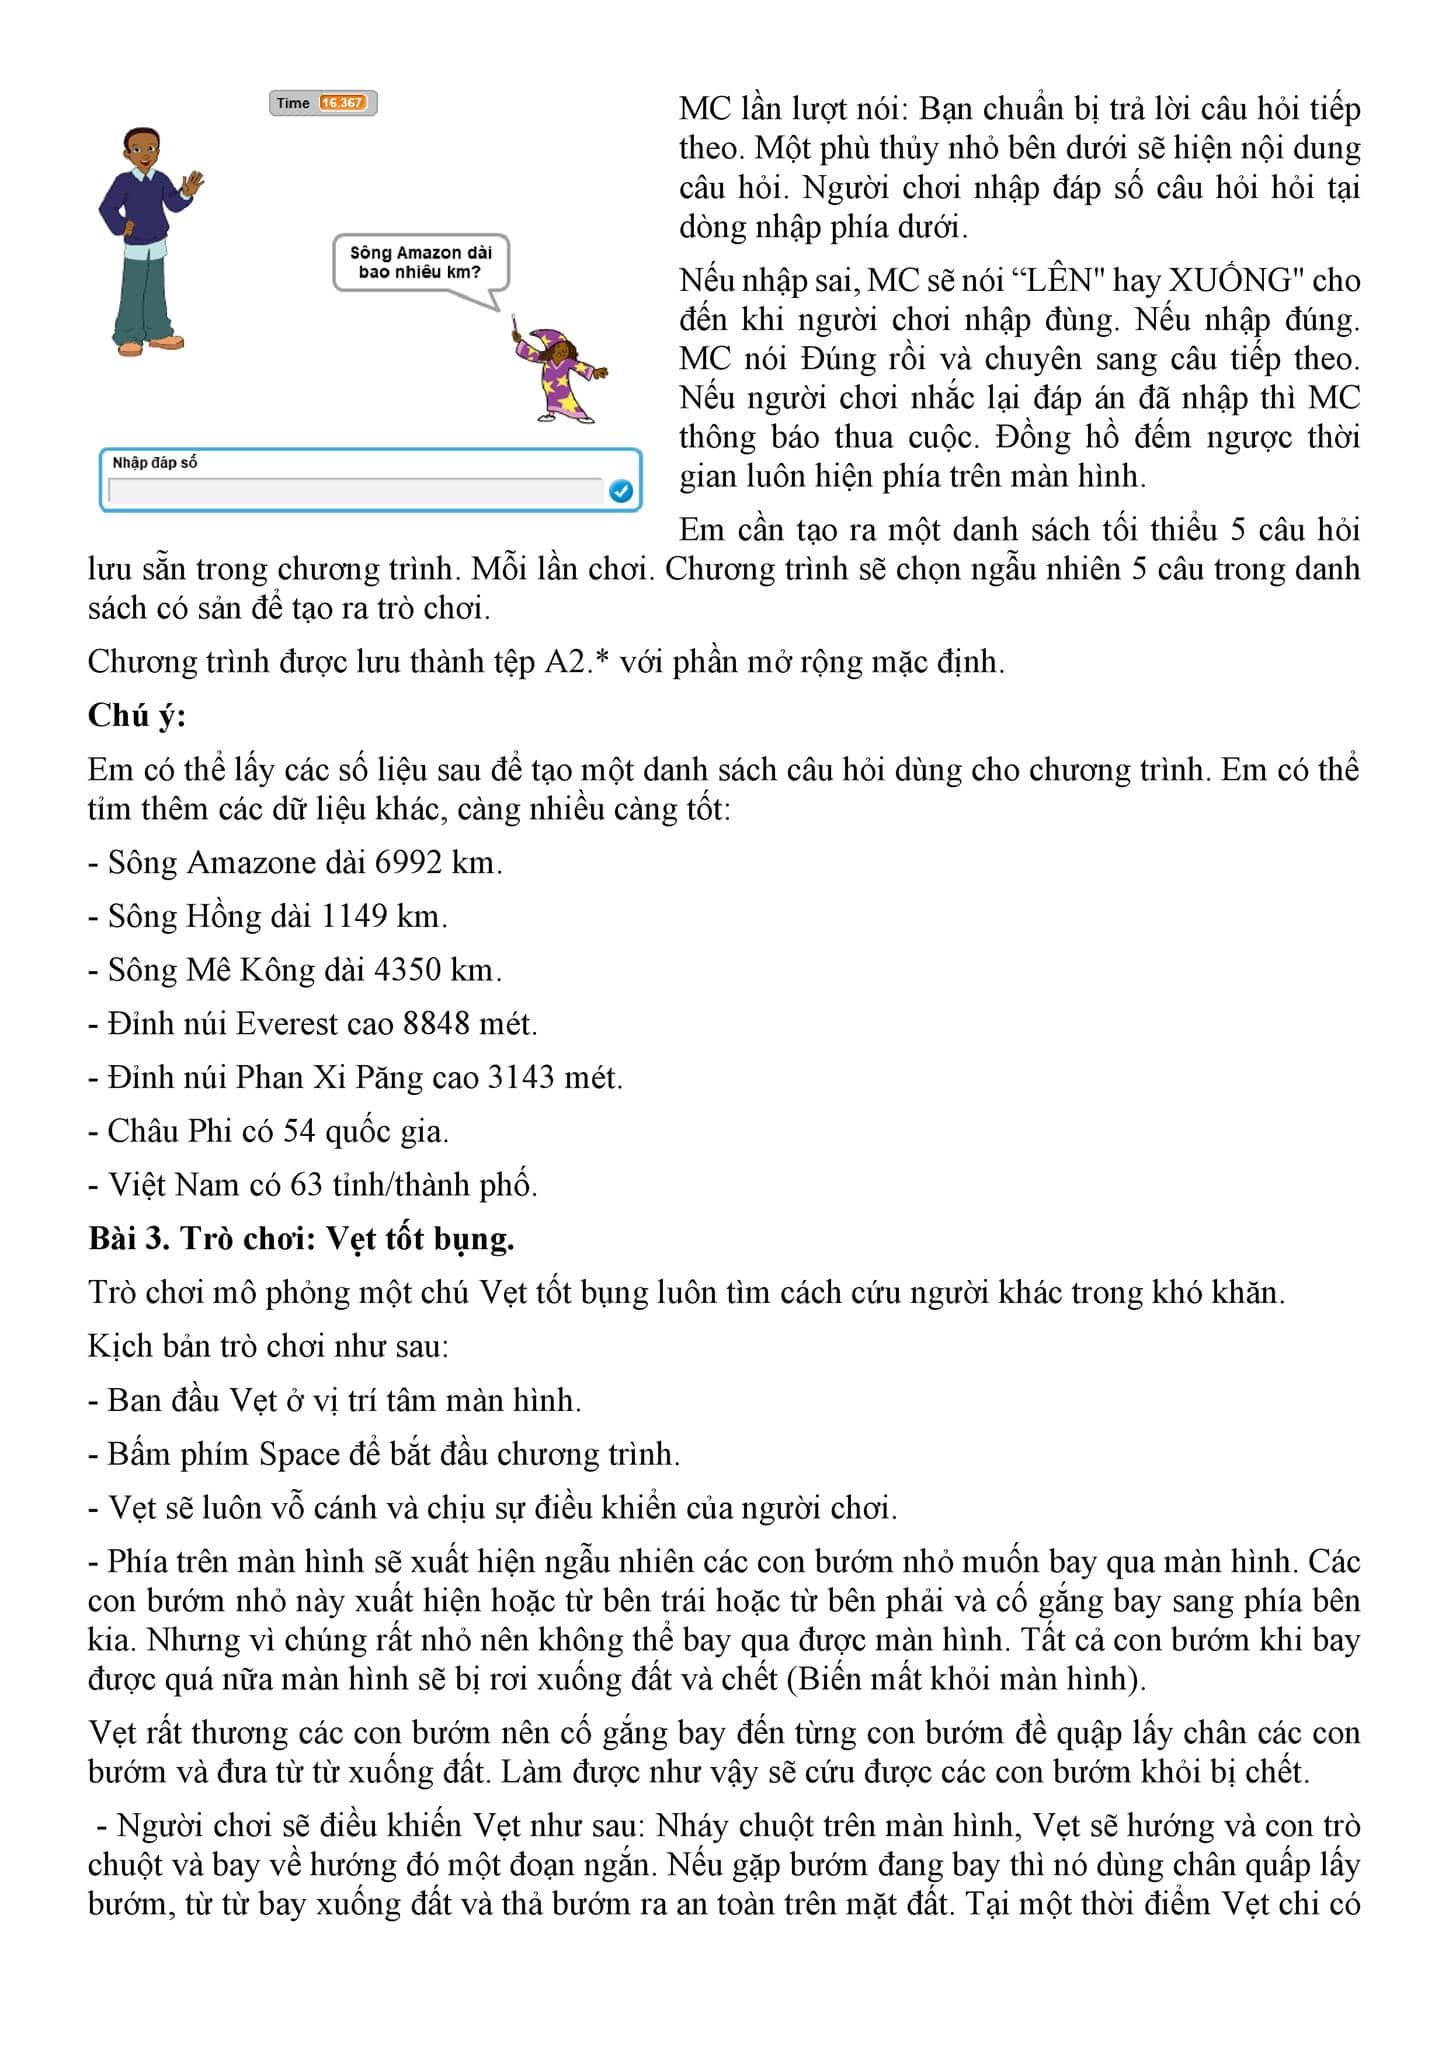 Time 16.367
Sông Amazon dài
bao nhiêu km?
Nhập đáp số
MC lần lượt nói: Bạn chuẩn bị trả lời câu hỏi tiếp
theo. Một phù thủy nhỏ bên dưới sẽ hiện nội dung
câu hỏi. Người chơi nhập đáp số câu hỏi hỏi tại
dòng nhập phía dưới.
Nếu nhập sai, MC sẽ nói “LÊN" hay XUỐNG" cho
đến khi người chơi nhập đùng. Nếu nhập đúng.
MC nói Đúng rồi và chuyên sang câu tiếp theo.
Nếu người chơi nhắc lại đáp án đã nhập thì MC
thông báo thua cuộc. Đồng hồ đếm ngược thời
gian luôn hiện phía trên màn hình.
Em cần tạo ra một danh sách tối thiểu 5 câu hỏi
lưu sẵn trong chương trình. Mỗi lần chơi. Chương trình sẽ chọn ngẫu nhiên 5 câu trong danh
sách có sản để tạo ra trò chơi.
Chương trình được lưu thành tệp A2.* với phần mở rộng mặc định.
Chú ý:
Em có thể lấy các số liệu sau để tạo một danh sách câu hỏi dùng cho chương trình. Em có thể
tỉm thêm các dữ liệu khác, càng nhiều càng tốt:
- Sông Amazone dài 6992 km.
- Sông Hồng dài 1149 km.
- Sông Mê Kông dài 4350 km.
- Đỉnh núi Everest cao 8848 mét.
- Đỉnh núi Phan Xi Păng cao 3143 mét.
- Châu Phi có 54 quốc gia.
- Việt Nam có 63 tỉnh/thành phố.
Bài 3. Trò chơi: Vẹt tốt bụng.
Trò chơi mô phỏng một chú Vẹt tốt bụng luôn tìm cách cứu người khác trong khó khăn.
Kịch bản trò chơi như sau:
- Ban đầu Vẹt ở vị trí tâm màn hình.
- Bấm phím Space để bắt đầu chương trình.
- Vẹt sẽ luôn vỗ cánh và chịu sự điều khiển của người chơi.
- Phía trên màn hình sẽ xuất hiện ngẫu nhiên các con bướm nhỏ muốn bay qua màn hình. Các
con bướm nhỏ này xuất hiện hoặc từ bên trái hoặc từ bên phải và cố gắng bay sang phía bên
kia. Nhưng vì chúng rất nhỏ nên không thể bay qua được màn hình. Tất cả con bướm khi bay
được quá nữa màn hình sẽ bị rơi xuống đất và chết (Biến mất khỏi màn hình).
Vẹt rất thương các con bướm nên cố gắng bay đến từng con bướm đề quập lấy chân các con
bướm và đưa từ từ xuống đất. Làm được như vậy sẽ cứu được các con bướm khỏi bị chết.
- Người chơi sẽ điều khiến Vẹt như sau: Nháy chuột trên màn hình, Vẹt sẽ hướng và con trò
chuột và bay về hướng đó một đoạn ngắn. Nếu gặp bướm đang bay thì nó dùng chân quấp lấy
bướm, từ từ bay xuống đất và thả bướm ra an toàn trên mặt đất. Tại một thời điểm Vẹt chi có